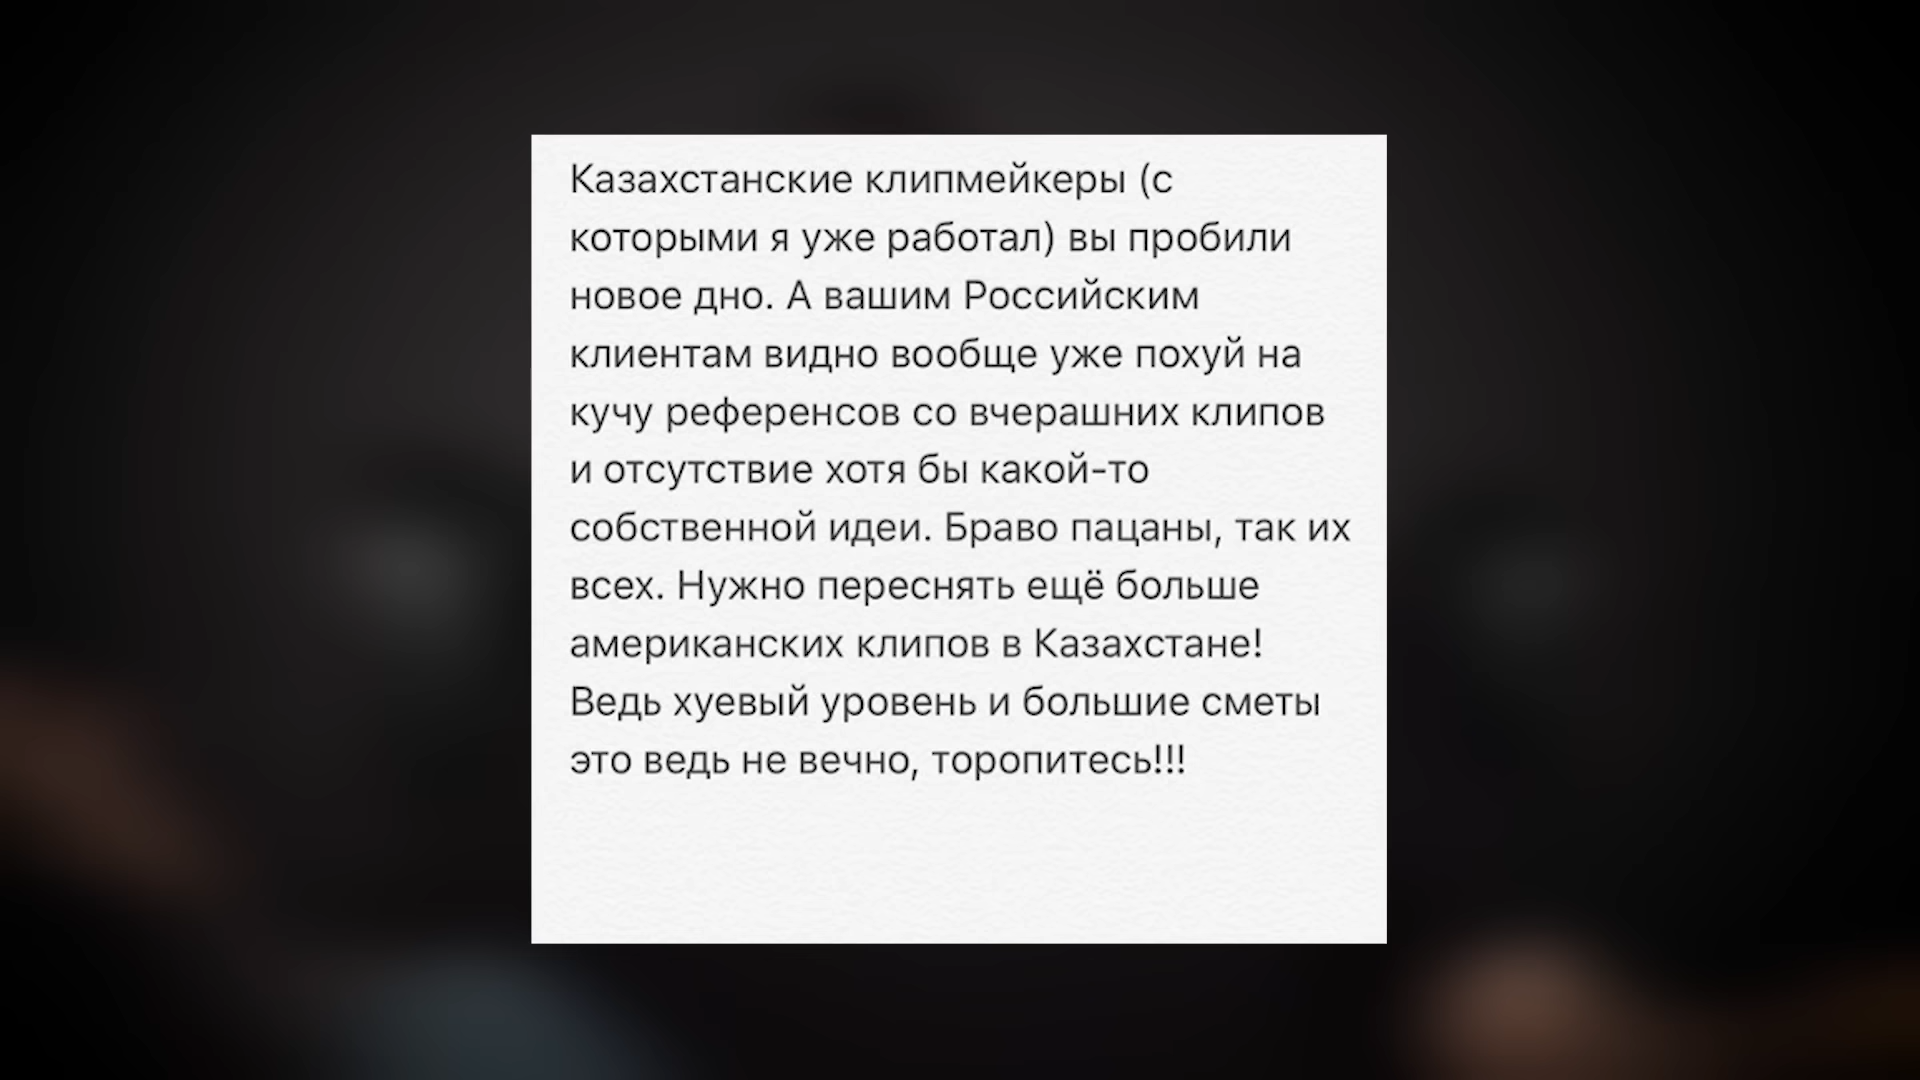 Казахстанские клипмейкеры (с
которыми я уже работал) вы пробили
новое дно. А вашим Российским
клиентам видно вообще уже похуй на
кучу референсов со вчерашних клипов
и отсутствие хотя бы какой-то
собственной идеи. Браво пацаны, так их
всех. Нужно переснять ещё больше
американских клипов в Казахстане!
Ведь хуевый уровень и большие сметы
это ведь не вечно, торопитесь!!!